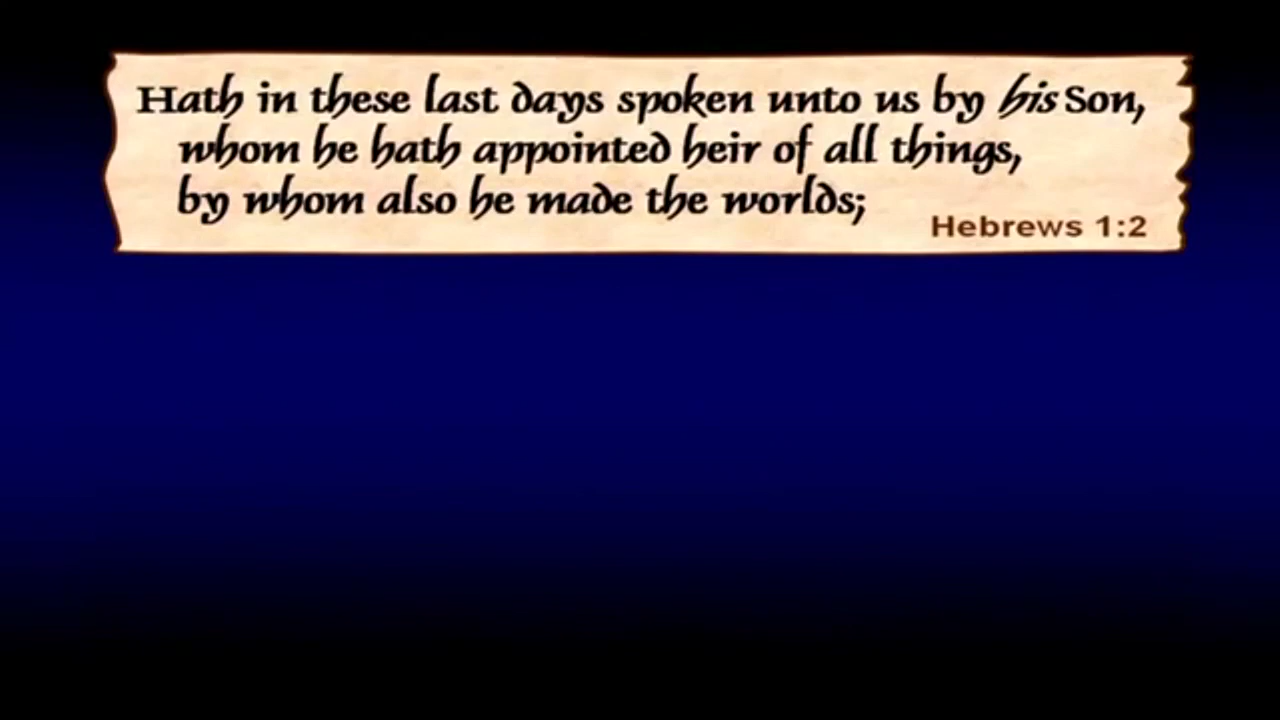 Hath in these last days spoken unto us by his Son,
whom he hath appointed heir of all things,
by whom also he made the worlds;
Hebrews 1:2